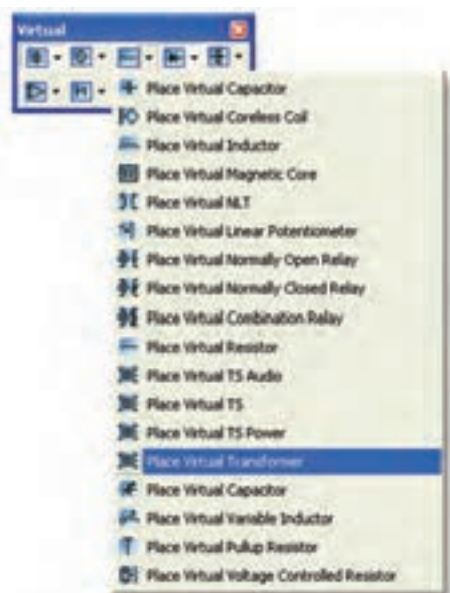 Virtual
Place Virtual Capacitor
Place Virtual Coreless Coil
Place Virtual Inductor
Place Virtual Magnetic Core
Place Virtual NLT
Place Virtual Linear Potentiometer
Place Virtual Normally Open Relay
Place Virtual Normally Closed Relay
Place Virtual Combination Relay
Place Virtual Resistor
Place Virtual TS Audio
Place Virtual TS
Place Virtual TS Power
Place Virtual Transformer
Place Virtual Capacitor
Place Virtual Variable Inductor
Place Virtual Pullup Resistor
Place Virtual Voltage Controlled Resistor